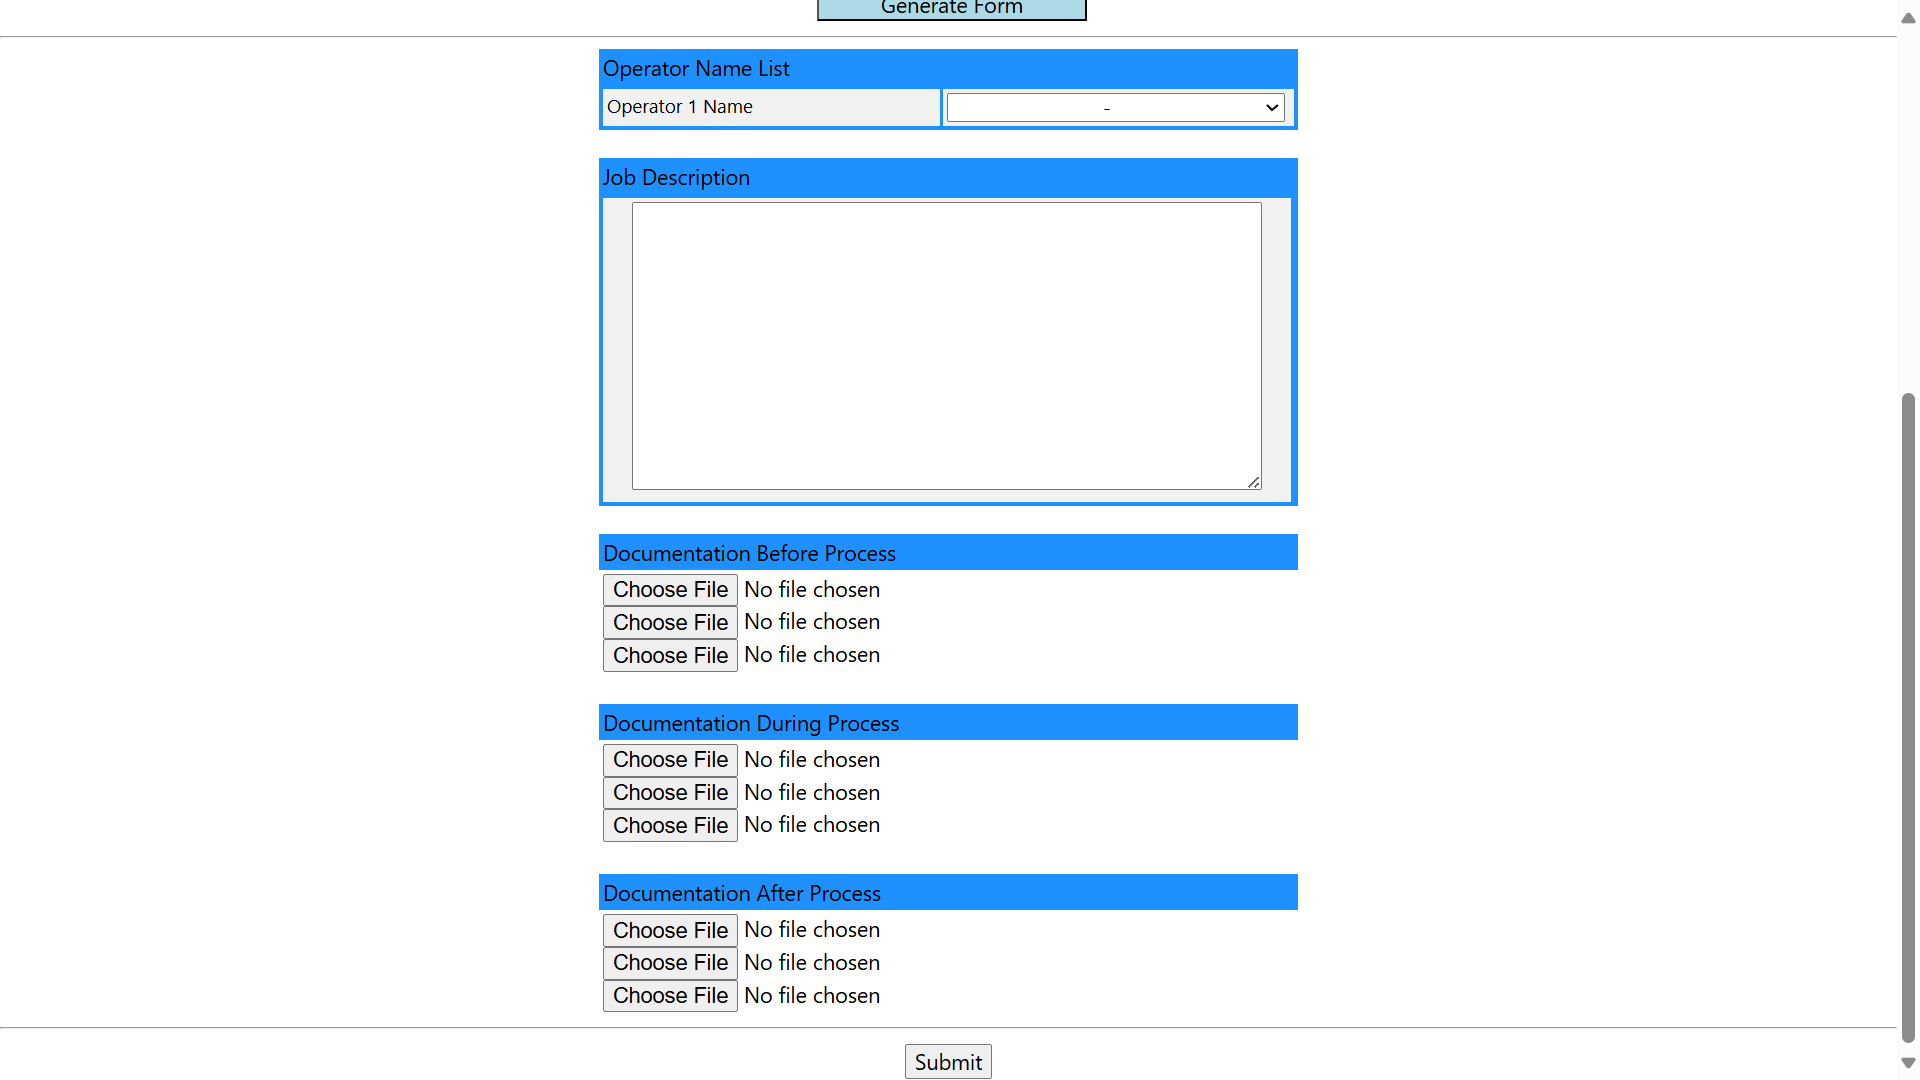 Generate Form
Operator Name List
Operator 1 Name
-
Job Description
Documentation Before Process
Choose File No file chosen
Choose File No file chosen
Choose File No file chosen
Documentation During Process
Choose File No file chosen
Choose File No file chosen
Choose File No file chosen
Documentation After Process
Choose File No file chosen
Choose File No file chosen
Choose File No file chosen
Submit